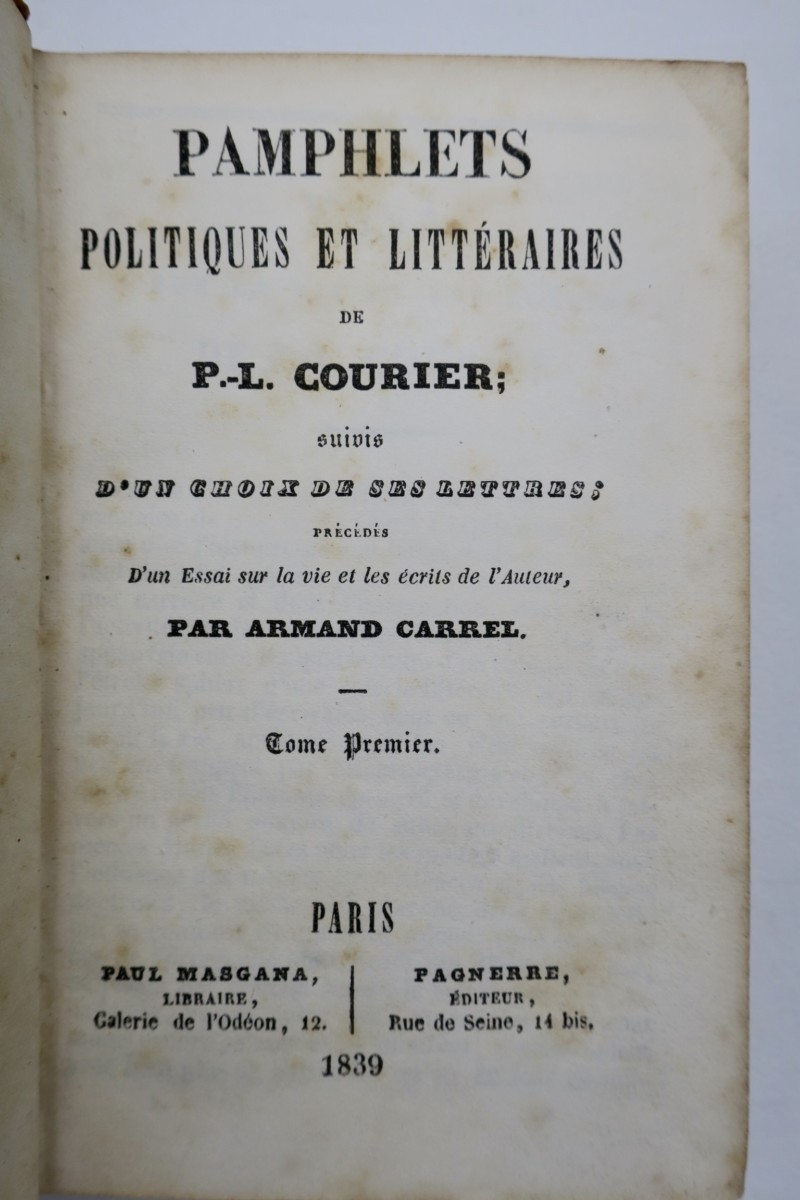 PAMPHLETS
POLITIQUES ET LITTÉRAIRES
DE
P.-L. COURIER;
suivis
D'UN CHOIX DE SES LETTRES;
PRÉCÉDÉS
D'un Essai sur la vie et les écrits de l'Auteur,
PAR ARMAND CARREL.
Tome Premier.
PARIS
PAUL MASGANA,
LIBRAIRE,
Galerie de l'Odéon, 12.
PAGNERRE,
ÉDITEUR,
Rue de Seine, 14 bis.
1839